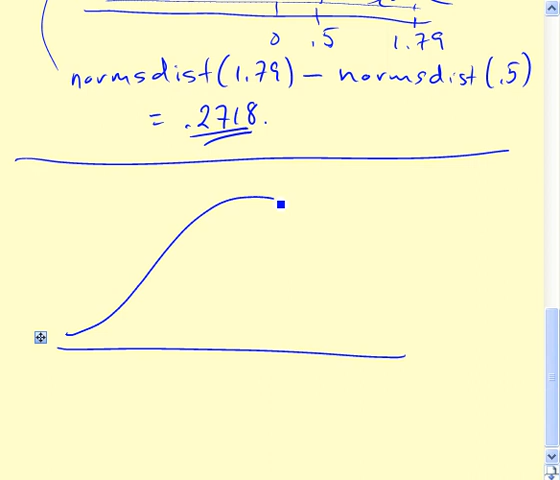 0 .5 1.79
normsdist(1.79) - normsdist(.5)
= .2718.